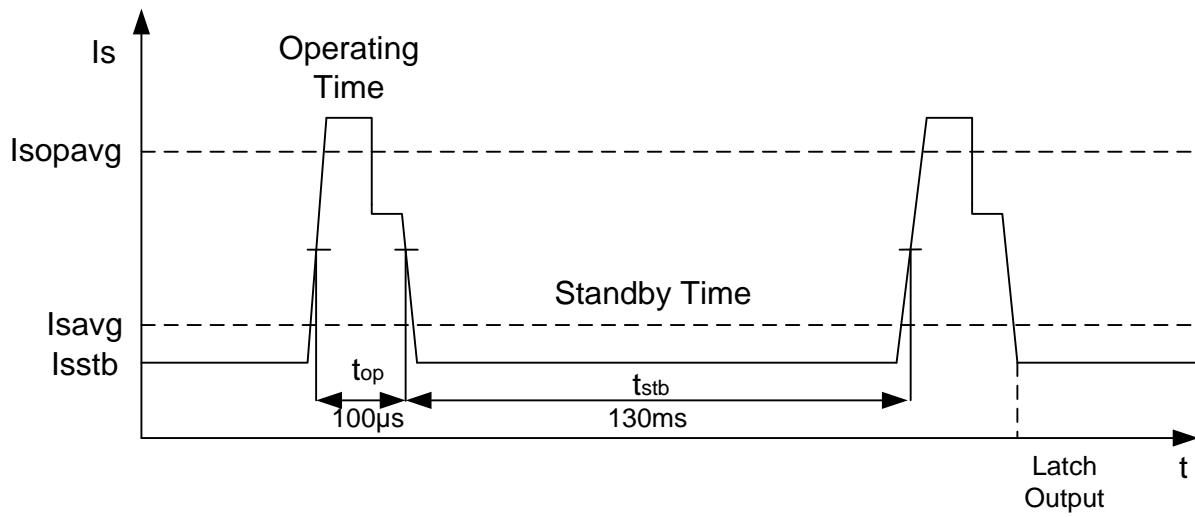 Is
Operating
Time
Isopavg
Standby Time
Isavg
Isstb
top
tstb
100µs
130ms
t
Latch
Output